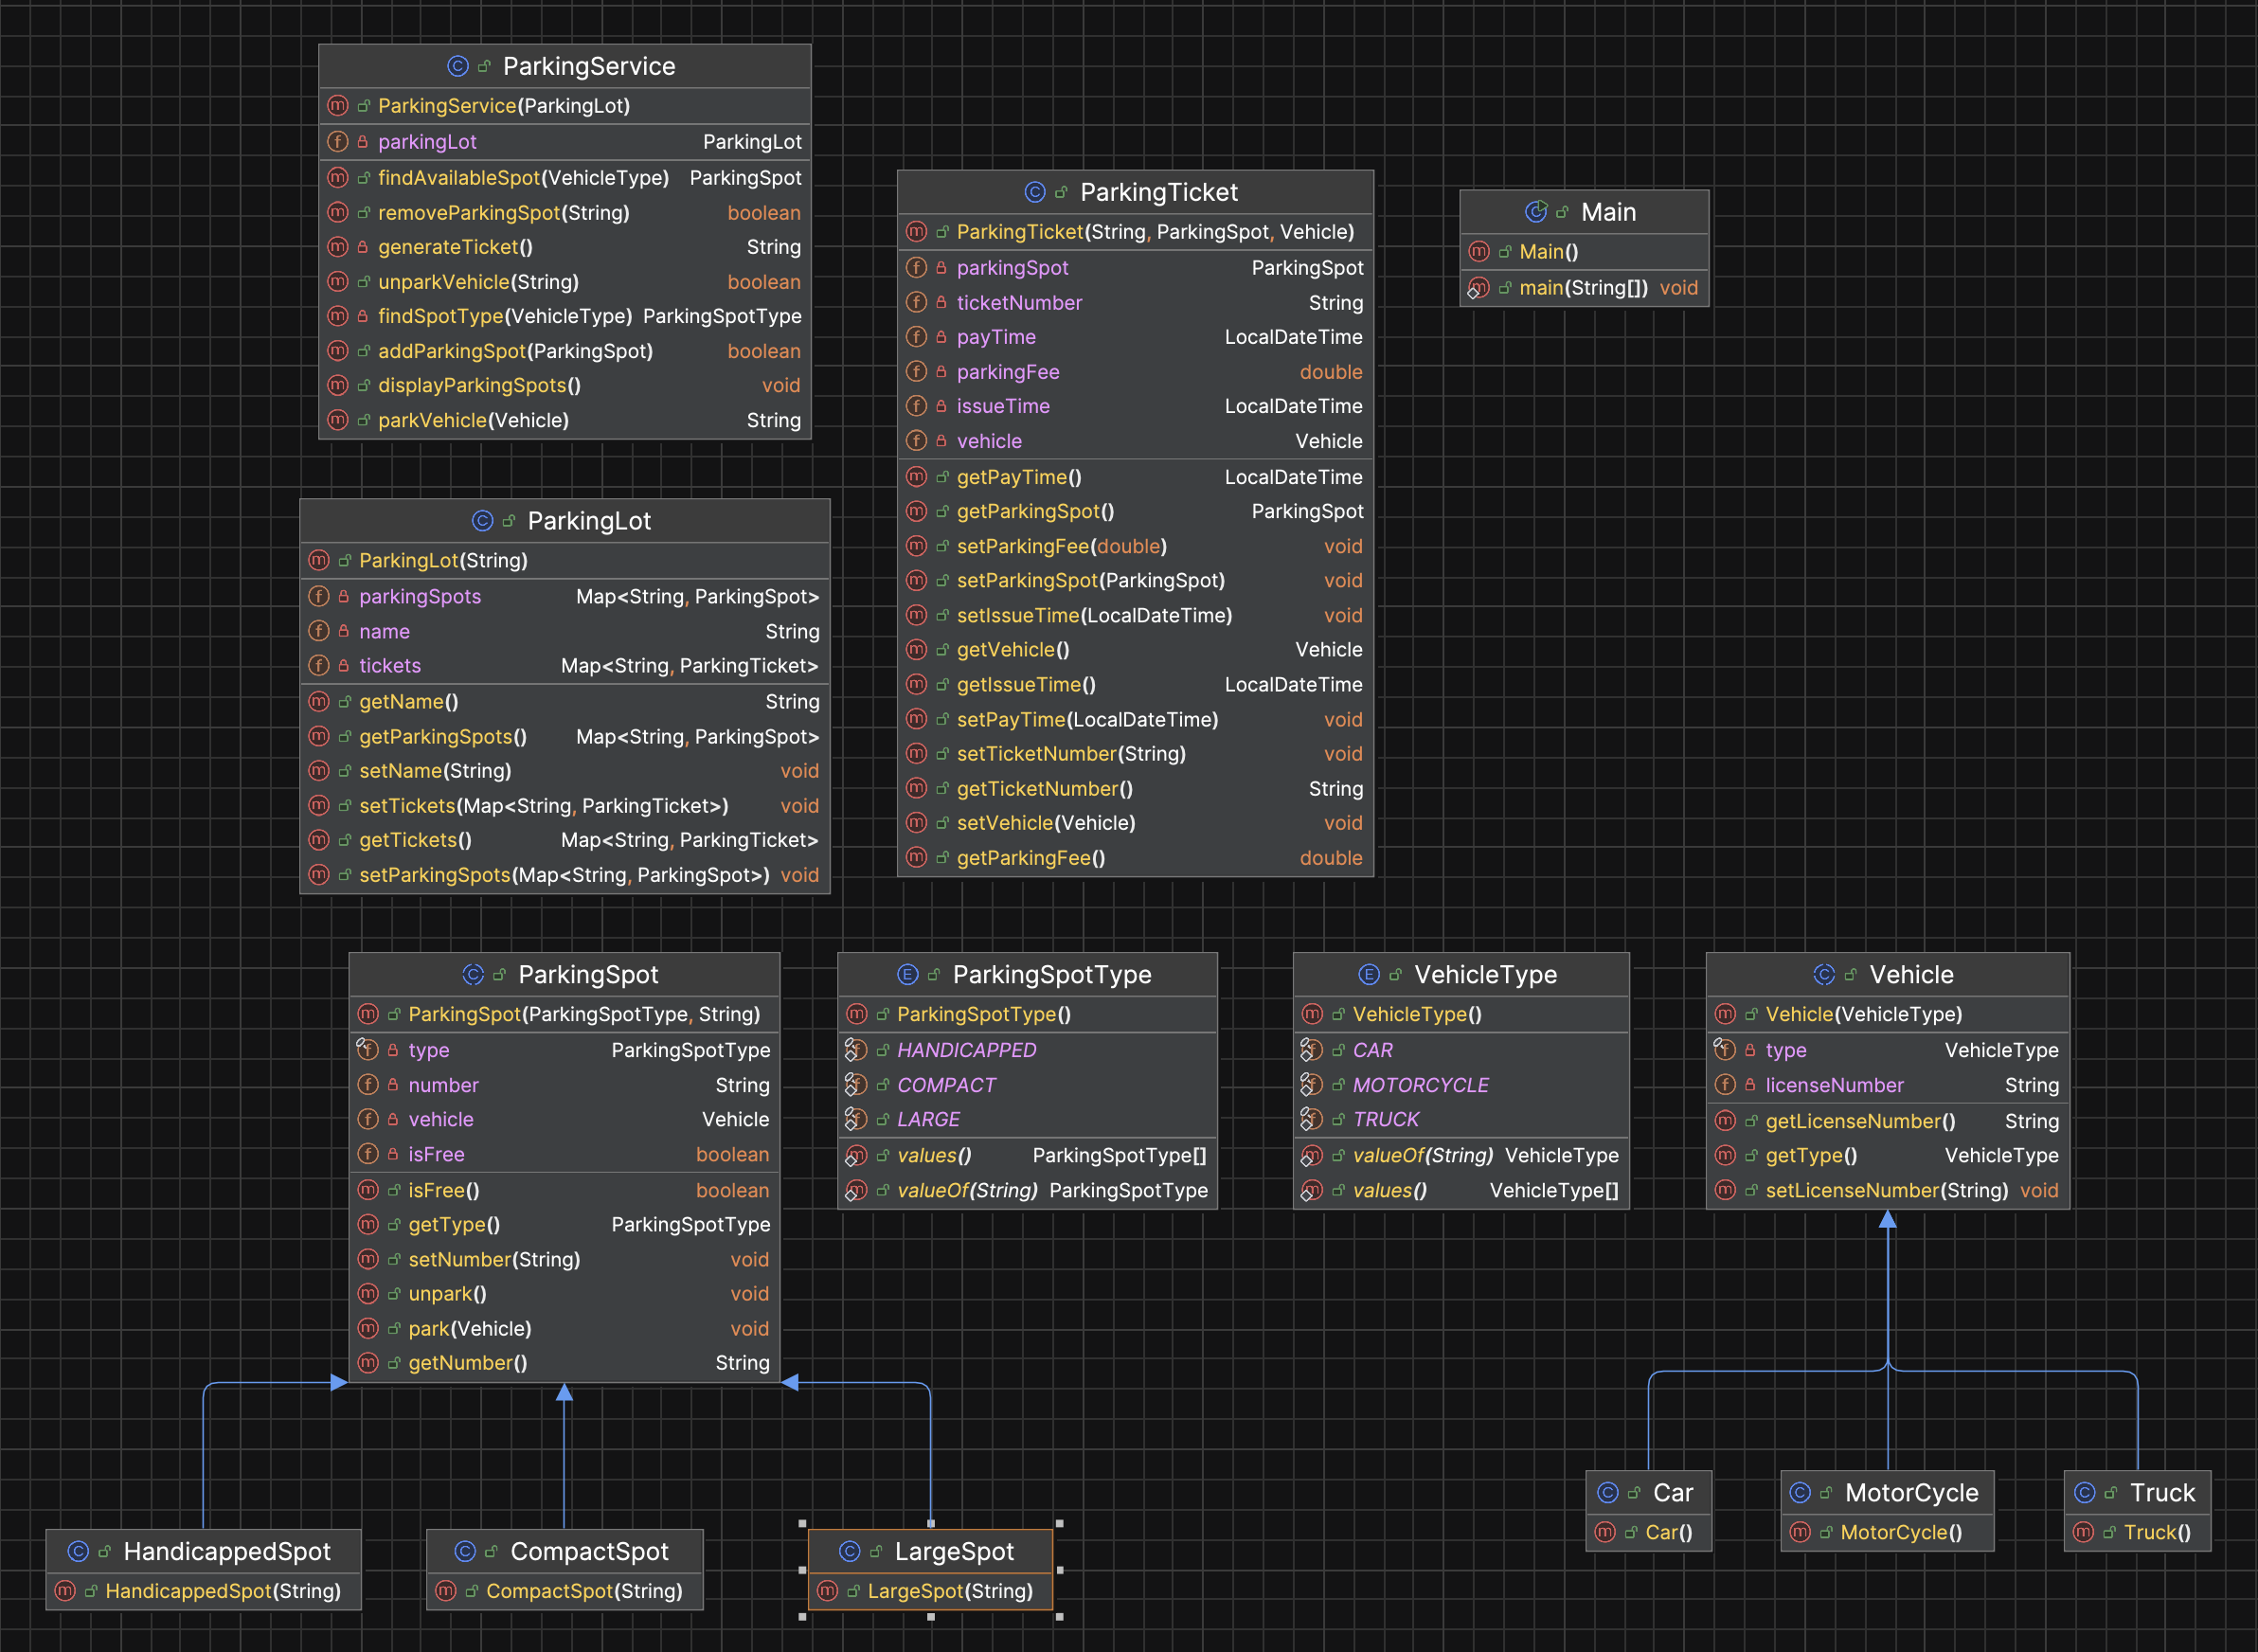 ParkingService
ParkingService(ParkingLot)
parkingLot ParkingLot
findAvailableSpot(VehicleType) ParkingSpot
removeParkingSpot(String) boolean
generateTicket() String
unparkVehicle(String) boolean
findSpotType(VehicleType) ParkingSpotType
addParkingSpot(ParkingSpot) boolean
displayParkingSpots() void
parkVehicle(Vehicle) String
ParkingTicket
ParkingTicket(String, ParkingSpot, Vehicle)
parkingSpot ParkingSpot
ticketNumber String
payTime LocalDateTime
parkingFee double
issueTime LocalDateTime
vehicle Vehicle
getPayTime() LocalDateTime
getParkingSpot() ParkingSpot
setParkingFee(double) void
setParkingSpot(ParkingSpot) void
setIssueTime(LocalDateTime) void
getVehicle() Vehicle
getIssueTime() LocalDateTime
setPayTime(LocalDateTime) void
setTicketNumber(String) void
getTicketNumber() String
setVehicle(Vehicle) void
getParkingFee() double
Main
Main()
main(String[]) void
ParkingLot
ParkingLot(String)
parkingSpots Map<String, ParkingSpot>
name String
tickets Map<String, ParkingTicket>
getName() String
getParkingSpots() Map<String, ParkingSpot>
setName(String) void
setTickets(Map<String, ParkingTicket>) void
getTickets() Map<String, ParkingTicket>
setParkingSpots(Map<String, ParkingSpot>) void
ParkingSpot
ParkingSpot(ParkingSpotType, String)
type ParkingSpotType
number String
vehicle Vehicle
isFree boolean
isFree() boolean
getType() ParkingSpotType
setNumber(String) void
unpark() void
park(Vehicle) void
getNumber() String
ParkingSpotType
ParkingSpotType()
HANDICAPPED
COMPACT
LARGE
values() ParkingSpotType[]
valueOf(String) ParkingSpotType
VehicleType
VehicleType()
CAR
MOTORCYCLE
TRUCK
valueOf(String) VehicleType
values() VehicleType[]
Vehicle
Vehicle(VehicleType)
type VehicleType
licenseNumber String
getLicenseNumber() String
getType() VehicleType
setLicenseNumber(String) void
HandicappedSpot
HandicappedSpot(String)
CompactSpot
CompactSpot(String)
LargeSpot
LargeSpot(String)
Car
Car()
MotorCycle
MotorCycle()
Truck
Truck()